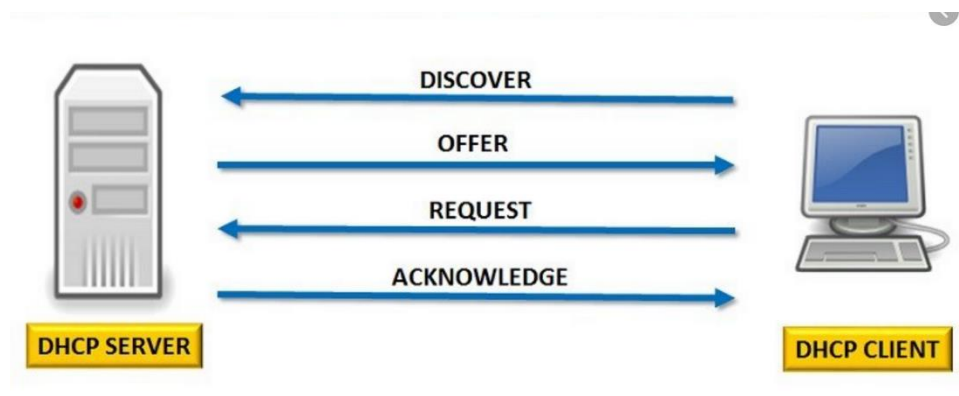 DISCOVER
OFFER
REQUEST
ACKNOWLEDGE
DHCP SERVER
DHCP CLIENT